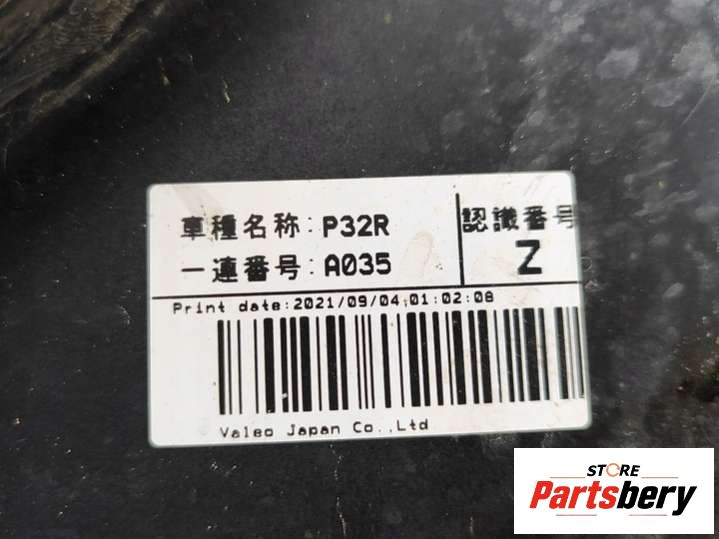 車種名称:P32R
認識番号
一連番号:A035
Z
Print date:2021/09/04 01:02:08
Valeo Japan Co.,Ltd
STORE
Partsbery